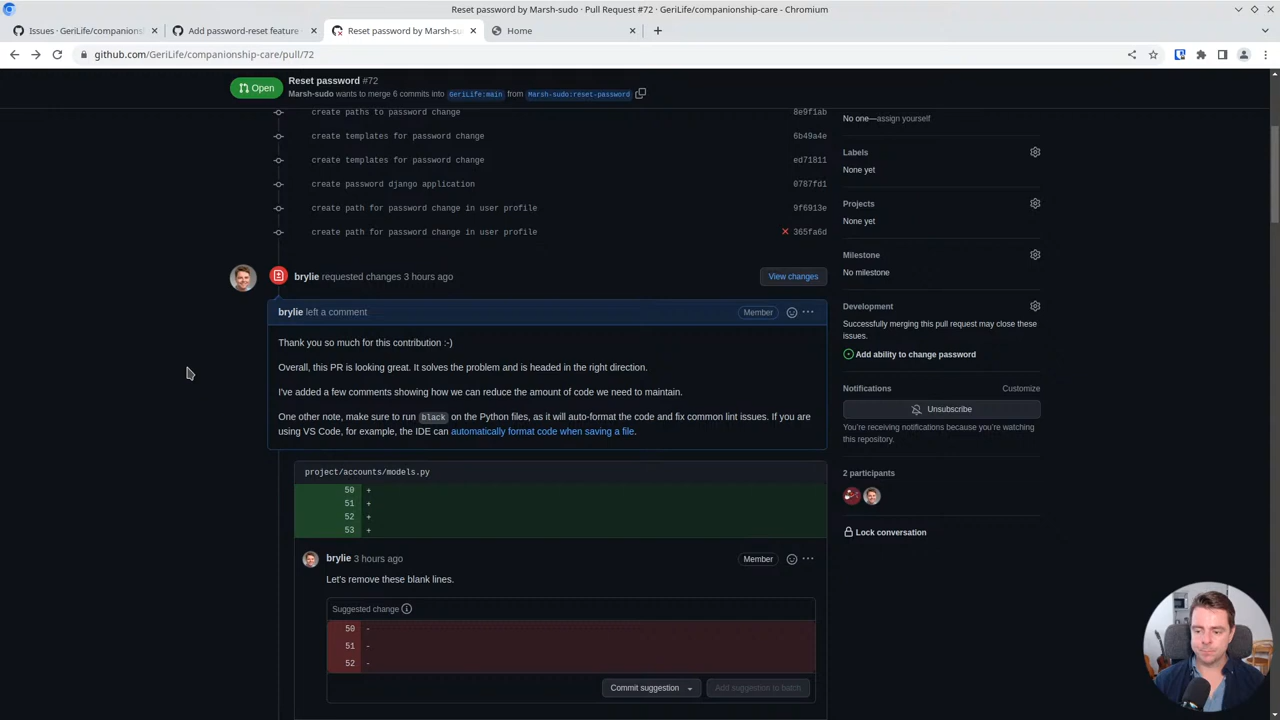 Reset password by Marsh-sudo · Pull Request #72 · GeriLife/companionship-care - Chromium
Issues · GeriLife/companions
Add password-reset feature ·
Reset password by Marsh-su
Home
github.com/GeriLife/companionship-care/pull/72
Open
Reset password #72
Marsh-sudo wants to merge 6 commits into GeriLife:main from Marsh-sudo:reset-password
create paths to password change 8e9f1ab
create templates for password change 6b49a4e
create templates for password change ed71811
create password django application 0787fd1
create path for password change in user profile 9f6913e
create path for password change in user profile 365fa6d
brylie requested changes 3 hours ago
View changes
brylie left a comment
Member
Thank you so much for this contribution :-)
Overall, this PR is looking great. It solves the problem and is headed in the right direction.
I've added a few comments showing how we can reduce the amount of code we need to maintain.
One other note, make sure to run black on the Python files, as it will auto-format the code and fix common lint issues. If you are
using VS Code, for example, the IDE can automatically format code when saving a file.
project/accounts/models.py
50 +
51 +
52 +
53 +
brylie 3 hours ago
Member
Let's remove these blank lines.
Suggested change
50 -
51 -
52 -
Commit suggestion
Add suggestion to batch
No one—assign yourself
Labels
None yet
Projects
None yet
Milestone
No milestone
Development
Successfully merging this pull request may close these
issues.
Add ability to change password
Notifications
Customize
Unsubscribe
You're receiving notifications because you're watching
this repository.
2 participants
Lock conversation